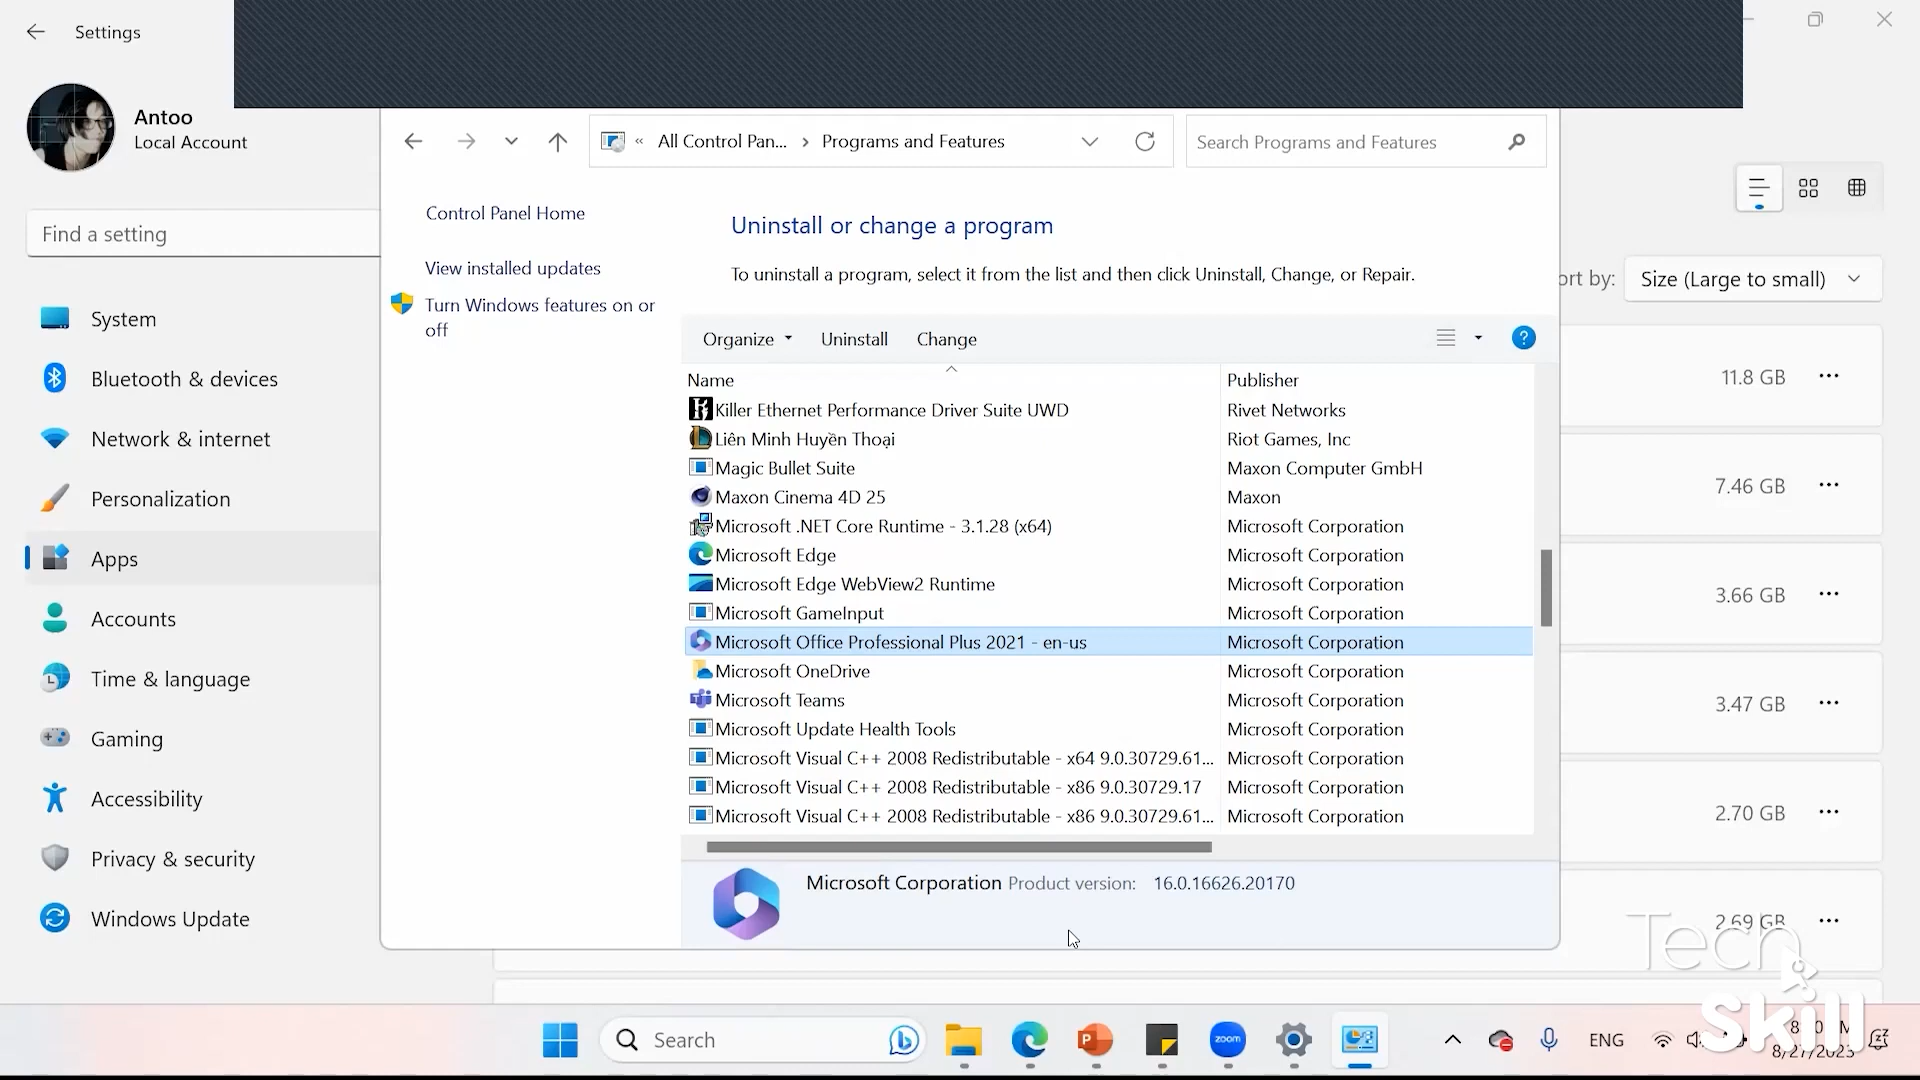 Settings
Antoo
Local Account
Find a setting
System
Bluetooth & devices
Network & internet
Personalization
Apps
Accounts
Time & language
Gaming
Accessibility
Privacy & security
Windows Update
« All Control Pan... › Programs and Features
Search Programs and Features
Control Panel Home
View installed updates
Turn Windows features on or
off
Uninstall or change a program
To uninstall a program, select it from the list and then click Uninstall, Change, or Repair.
Organize Uninstall Change
Name Publisher
Killer Ethernet Performance Driver Suite UWD Rivet Networks
Liên Minh Huyền Thoại Riot Games, Inc
Magic Bullet Suite Maxon Computer GmbH
Maxon Cinema 4D 25 Maxon
Microsoft .NET Core Runtime - 3.1.28 (x64) Microsoft Corporation
Microsoft Edge Microsoft Corporation
Microsoft Edge WebView2 Runtime Microsoft Corporation
Microsoft GameInput Microsoft Corporation
Microsoft Office Professional Plus 2021 - en-us Microsoft Corporation
Microsoft OneDrive Microsoft Corporation
Microsoft Teams Microsoft Corporation
Microsoft Update Health Tools Microsoft Corporation
Microsoft Visual C++ 2008 Redistributable - x64 9.0.30729.61... Microsoft Corporation
Microsoft Visual C++ 2008 Redistributable - x86 9.0.30729.17 Microsoft Corporation
Microsoft Visual C++ 2008 Redistributable - x86 9.0.30729.61... Microsoft Corporation
Microsoft Corporation Product version: 16.0.16626.20170
ort by: Size (Large to small)
11.8 GB
7.46 GB
3.66 GB
3.47 GB
2.70 GB
2.69 GB
Tech
Skill
Search
zoom
ENG
8/27/2023